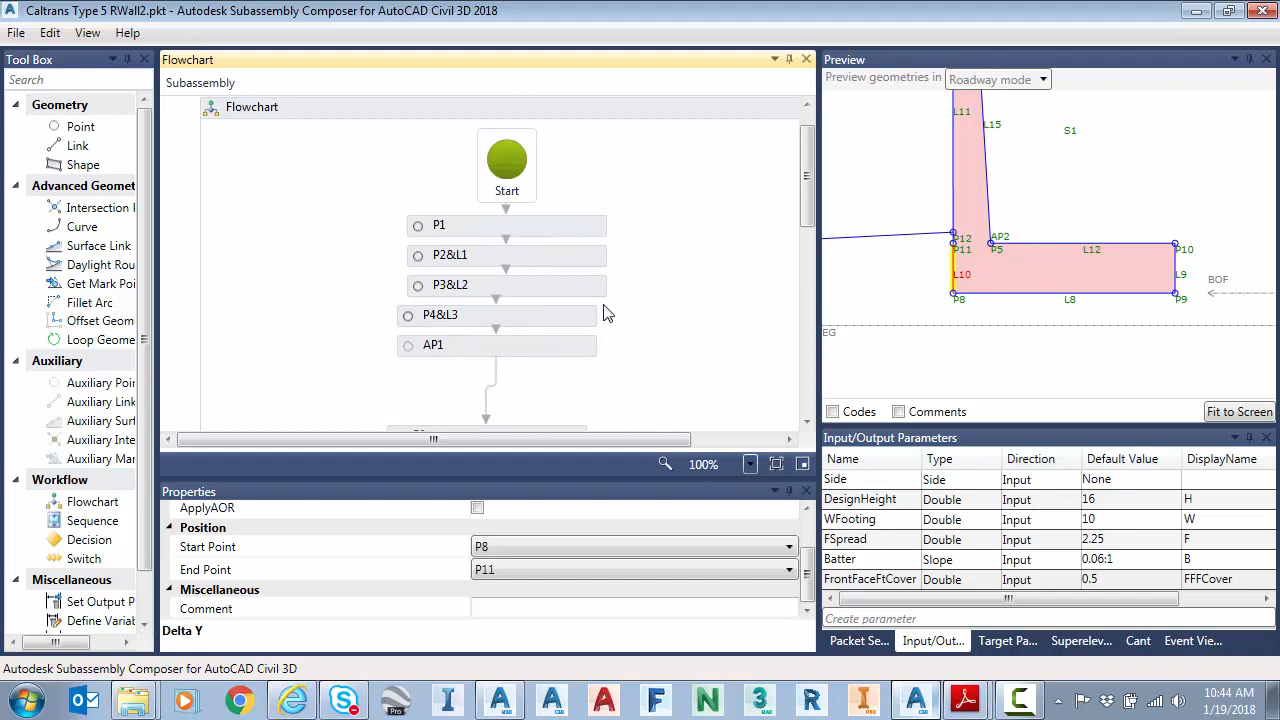 Caltrans Type 5 RWall2.pkt - Autodesk Subassembly Composer for AutoCAD Civil 3D 2018
File Edit View Help
Tool Box
Search
Geometry
Point
Link
Shape
Advanced Geomet
Intersection
Curve
Surface Link
Daylight Rou
Get Mark Poi
Fillet Arc
Offset Geom
Loop Geome
Auxiliary
Auxiliary Poi
Auxiliary Link
Auxiliary Surf
Auxiliary Inte
Auxiliary Mar
Workflow
Flowchart
Sequence
Decision
Switch
Miscellaneous
Set Output P
Define Varial
Flowchart
Subassembly
Flowchart
Start
P1
P2&L1
P3&L2
P4&L3
AP1
100%
Properties
ApplyAOR
Position
Start Point P8
End Point P11
Miscellaneous
Comment
Delta Y
Preview
Preview geometries in Roadway mode
L11
L15
S1
P12
AP2
P11
P5
L12
P10
L10
L9
BOF
P8
L8
P9
EG
Codes Comments Fit to Screen
Input/Output Parameters
Name Type Direction Default Value DisplayName
Side Side Input None
DesignHeight Double Input 16 H
WFooting Double Input 10 W
FSpread Double Input 2.25 F
Batter Slope Input 0.06:1 B
FrontFaceFtCover Double Input 0.5 FFFCover
Create parameter
Packet Se... Input/Out... Target Pa... Superelev... Cant Event Vie...
Autodesk Subassembly Composer for AutoCAD Civil 3D
10:44 AM
1/19/2018